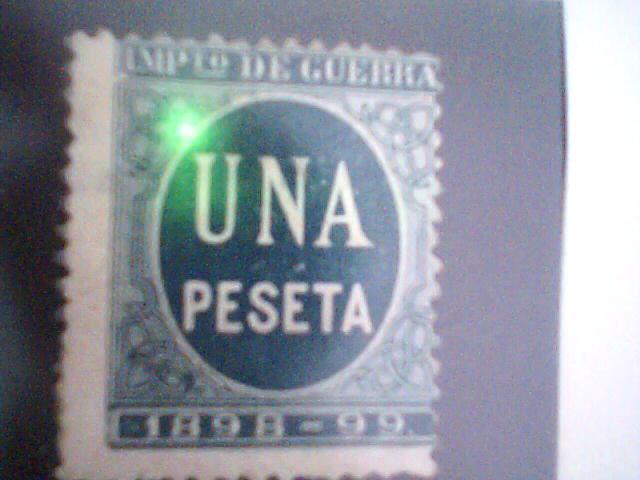 IMPTO DE GUERRA
UNA
PESETA
1898-99.